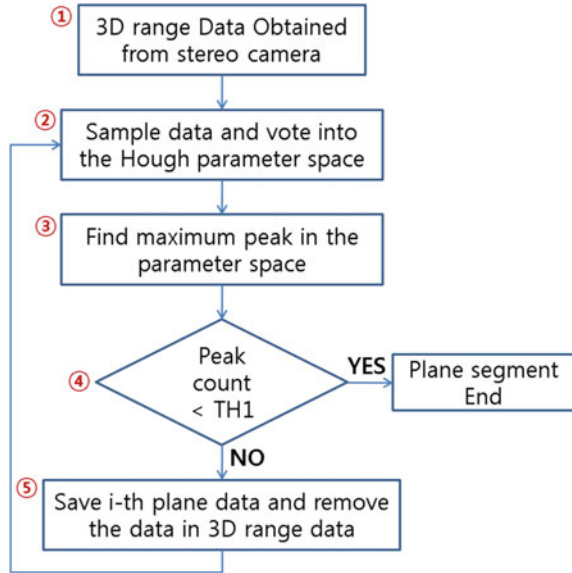 ①
3D range Data Obtained
from stereo camera
②
Sample data and vote into
the Hough parameter space
③
Find maximum peak in the
parameter space
④
Peak
count
< TH1
YES
Plane segment
End
NO
⑤
Save i-th plane data and remove
the data in 3D range data